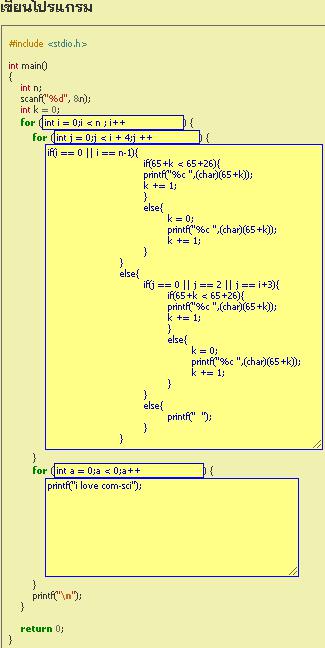 เขียนโปรแกรม
#include <stdio.h>
int main()
{
int n;
scanf("%d", &n);
int k = 0;
for (int i = 0;i < n ; i++) {
for (int j = 0;j < i + 4;j ++) {
if(i == 0 || i == n-1){
if(65+k < 65+26){
printf("%c ",(char)(65+k));
k += 1;
}
else{
k = 0;
printf("%c ",(char)(65+k));
k += 1;
}
}
else{
if(j == 0 || j == 2 || j == i+3){
if(65+k < 65+26){
printf("%c ",(char)(65+k));
k += 1;
}
else{
k = 0;
printf("%c ",(char)(65+k));
k += 1;
}
}
else{
printf("  ");
}
}
}
for (int a = 0;a < 0;a++) {
printf("i love com-sci");
}
printf("\n");
}
return 0;
}